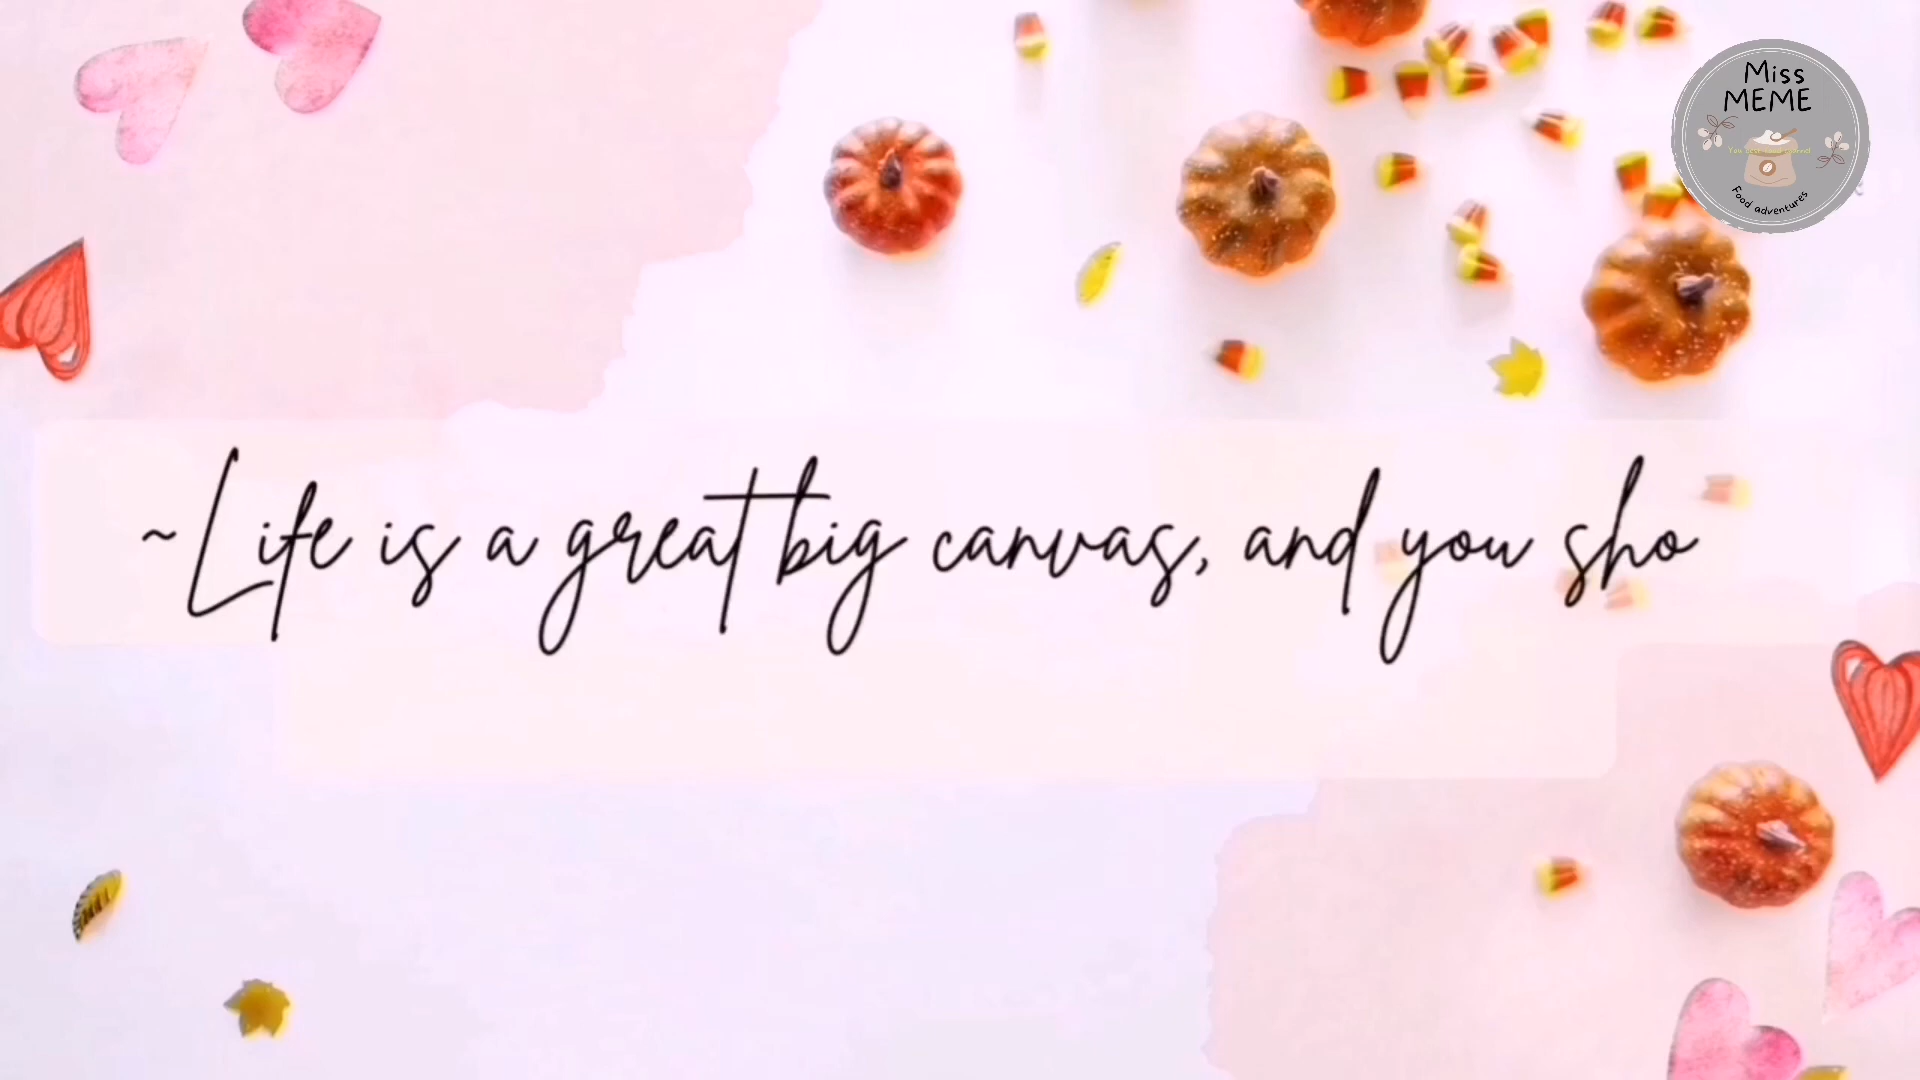 Miss
MEME
Food adventures
~Life is a great big canvas, and you sho